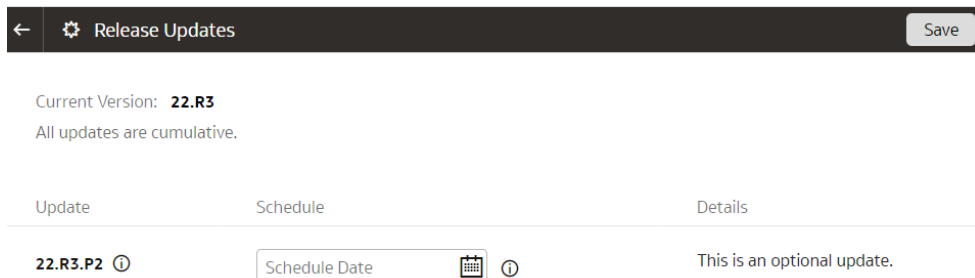 Release Updates
Save
Current Version: 22.R3
All updates are cumulative.
Update Schedule Details
22.R3.P2 Schedule Date This is an optional update.